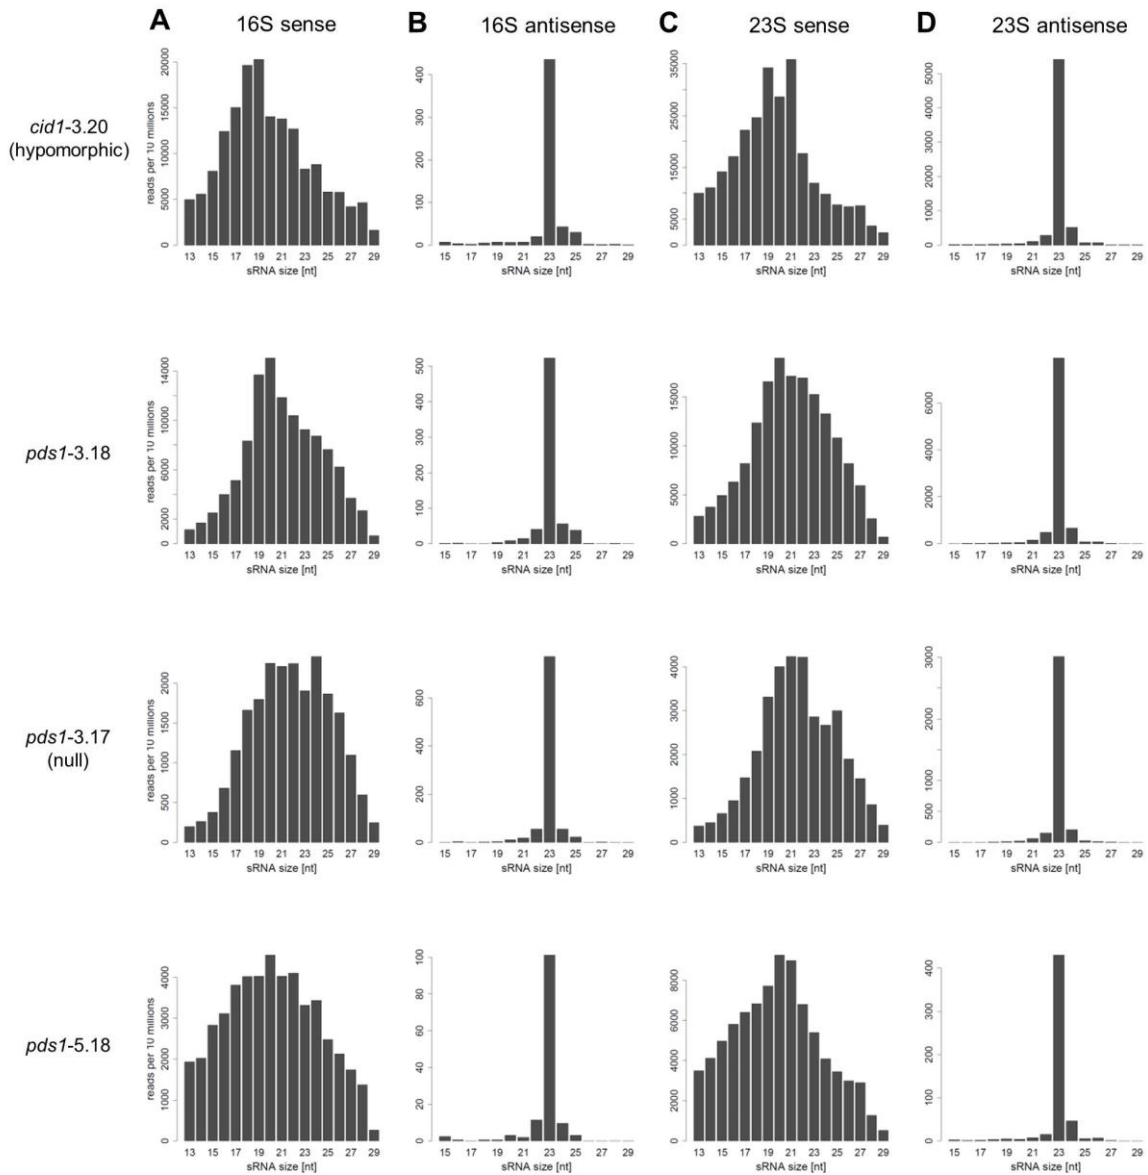 A 16S sense B 16S antisense C 23S sense D 23S antisense
cid1-3.20
(hypomorphic)
reads per 10 millions
0 5000 10000 15000 20000
13 15 17 19 21 23 25 27 29
sRNA size [nt]
0 100 200 300 400
15 17 19 21 23 25 27 29
sRNA size [nt]
0 5000 15000 25000 35000
13 15 17 19 21 23 25 27 29
sRNA size [nt]
0 1000 2000 3000 4000 5000
15 17 19 21 23 25 27 29
sRNA size [nt]
pds1-3.18
reads per 10 millions
0 2000 6000 10000 14000
13 15 17 19 21 23 25 27 29
sRNA size [nt]
0 100 200 300 400 500
15 17 19 21 23 25 27 29
sRNA size [nt]
0 5000 10000 15000
13 15 17 19 21 23 25 27 29
sRNA size [nt]
0 2000 4000 6000
15 17 19 21 23 25 27 29
sRNA size [nt]
pds1-3.17
(null)
reads per 10 millions
0 500 1000 1500 2000
13 15 17 19 21 23 25 27 29
sRNA size [nt]
0 200 400 600
15 17 19 21 23 25 27 29
sRNA size [nt]
0 1000 2000 3000 4000
13 15 17 19 21 23 25 27 29
sRNA size [nt]
0 500 1000 2000 3000
15 17 19 21 23 25 27 29
sRNA size [nt]
pds1-5.18
reads per 10 millions
0 1000 2000 3000 4000
13 15 17 19 21 23 25 27 29
sRNA size [nt]
0 20 40 60 80 100
15 17 19 21 23 25 27 29
sRNA size [nt]
0 2000 4000 6000 8000
13 15 17 19 21 23 25 27 29
sRNA size [nt]
0 100 200 300 400
15 17 19 21 23 25 27 29
sRNA size [nt]